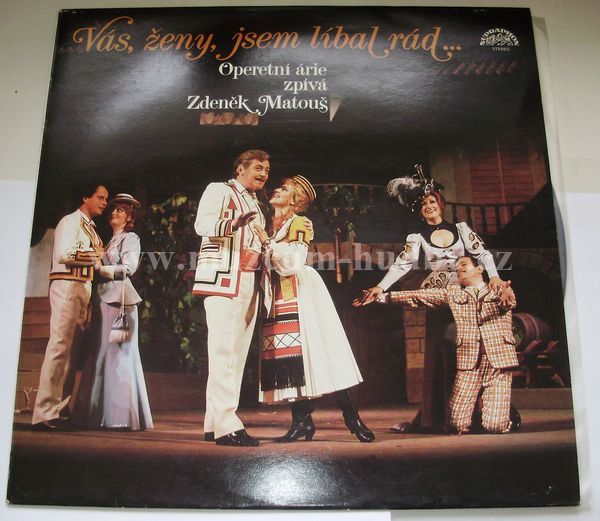 Vás, ženy, jsem líbal rád...
SUPRAPHON
STEREO
Operetní árie
zpívá
Zdeněk Matouš